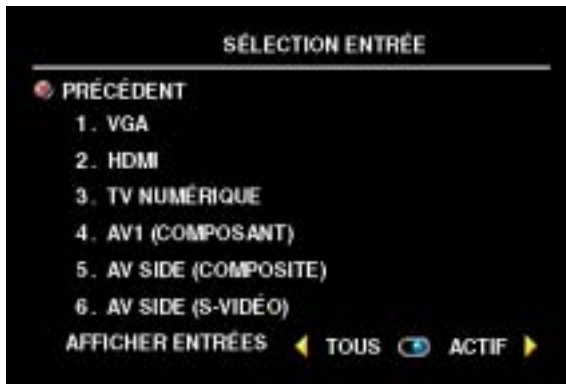 SÉLECTION ENTRÉE
PRÉCÉDENT
1. VGA
2. HDMI
3. TV NUMÉRIQUE
4. AV1 (COMPOSANT)
5. AV SIDE (COMPOSITE)
6. AV SIDE (S-VIDÉO)
AFFICHER ENTRÉES TOUS ACTIF